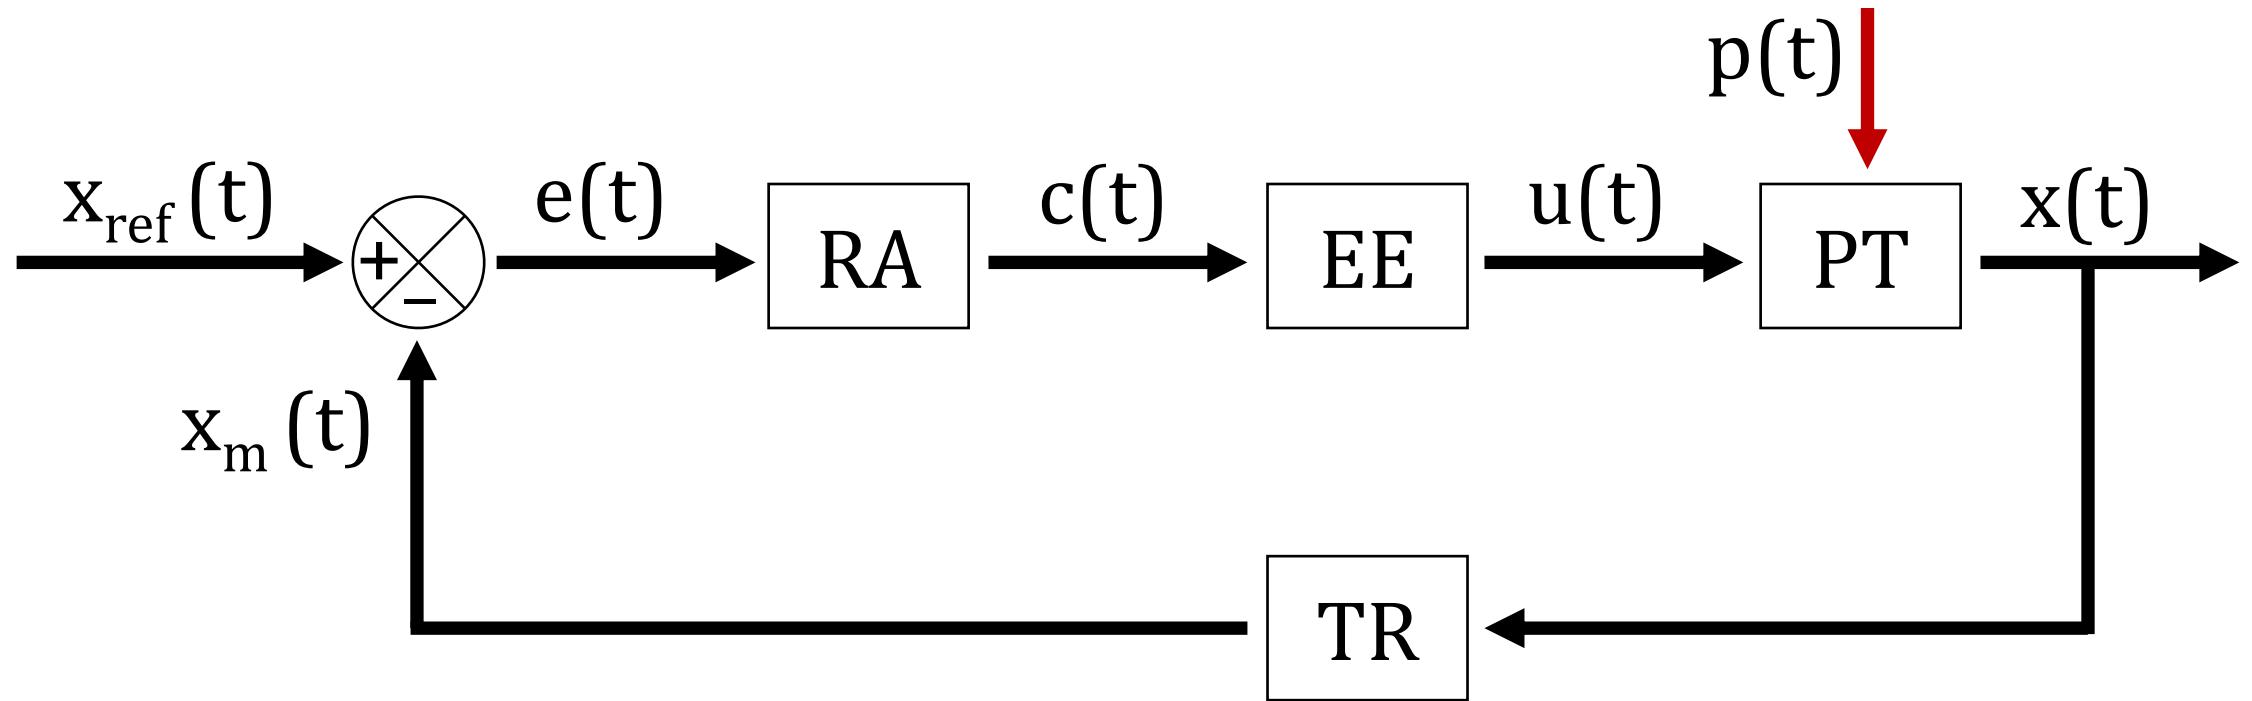 p(t)
x_ref (t)
e(t)
c(t)
u(t)
x(t)
+
−
RA
EE
PT
x_m (t)
TR